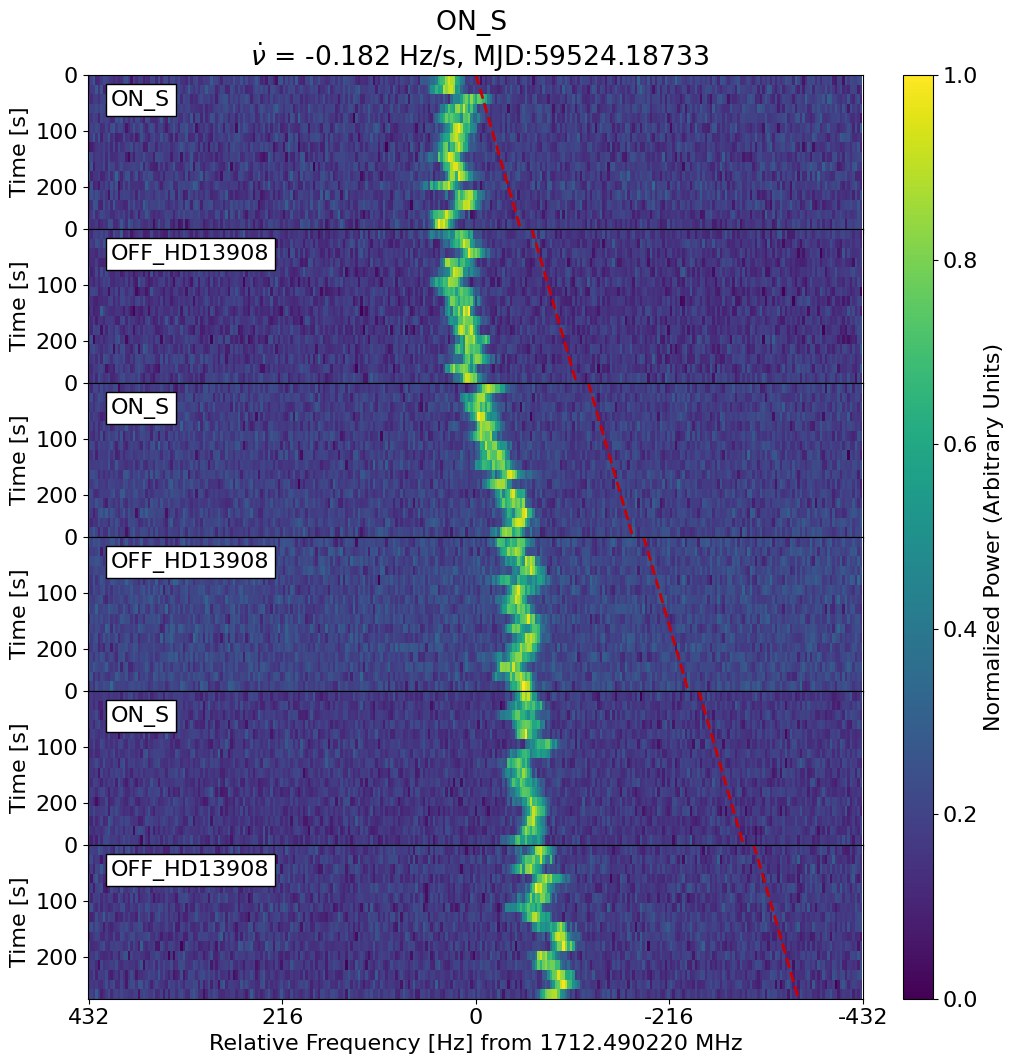 ON_S
ν̇ = -0.182 Hz/s, MJD:59524.18733
0
ON_S
100
200
Time [s]
0
OFF_HD13908
100
200
Time [s]
0
ON_S
100
200
Time [s]
0
OFF_HD13908
100
200
Time [s]
0
ON_S
100
200
Time [s]
0
OFF_HD13908
100
200
Time [s]
432 216 0 -216 -432
Relative Frequency [Hz] from 1712.490220 MHz
1.0
0.8
0.6
0.4
0.2
0.0
Normalized Power (Arbitrary Units)